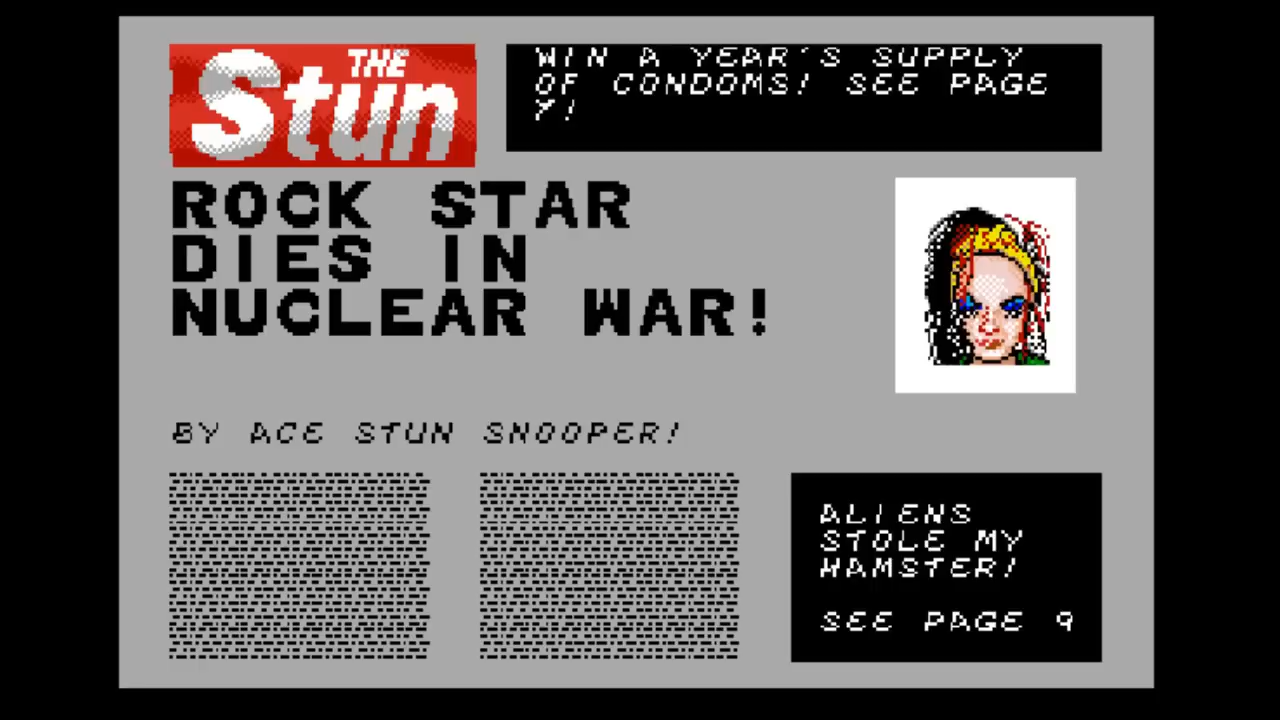 THE
Stun
WIN A YEAR'S SUPPLY
OF CONDOMS! SEE PAGE
Y!
ROCK STAR
DIES IN
NUCLEAR WAR!
BY ACE STUN SNOOPER!
ALIENS
STOLE MY
HAMSTER!
SEE PAGE 9